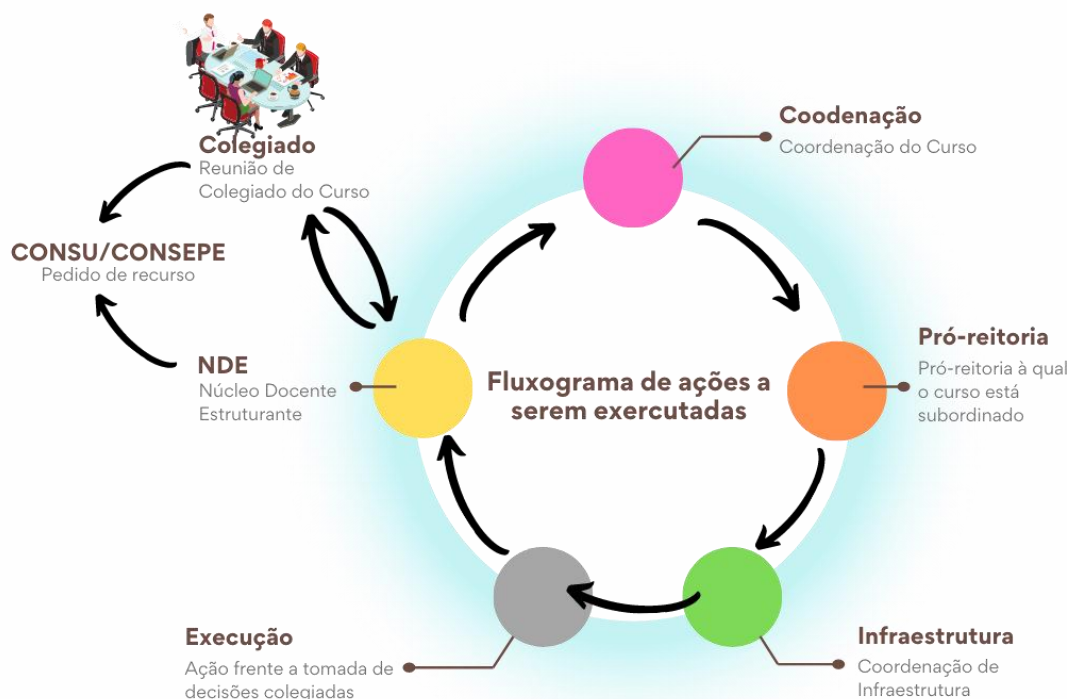 Colegiado
Reunião de
Colegiado do Curso
CONSU/CONSEPE
Pedido de recurso
NDE
Núcleo Docente
Estruturante
Coodenação
Coordenação do Curso
Pró-reitoria
Pró-reitoria à qual
o curso está
subordinado
Fluxograma de ações a
serem exercutadas
Infraestrutura
Coordenação de
Infraestrutura
Execução
Ação frente a tomada de
decisões colegiadas